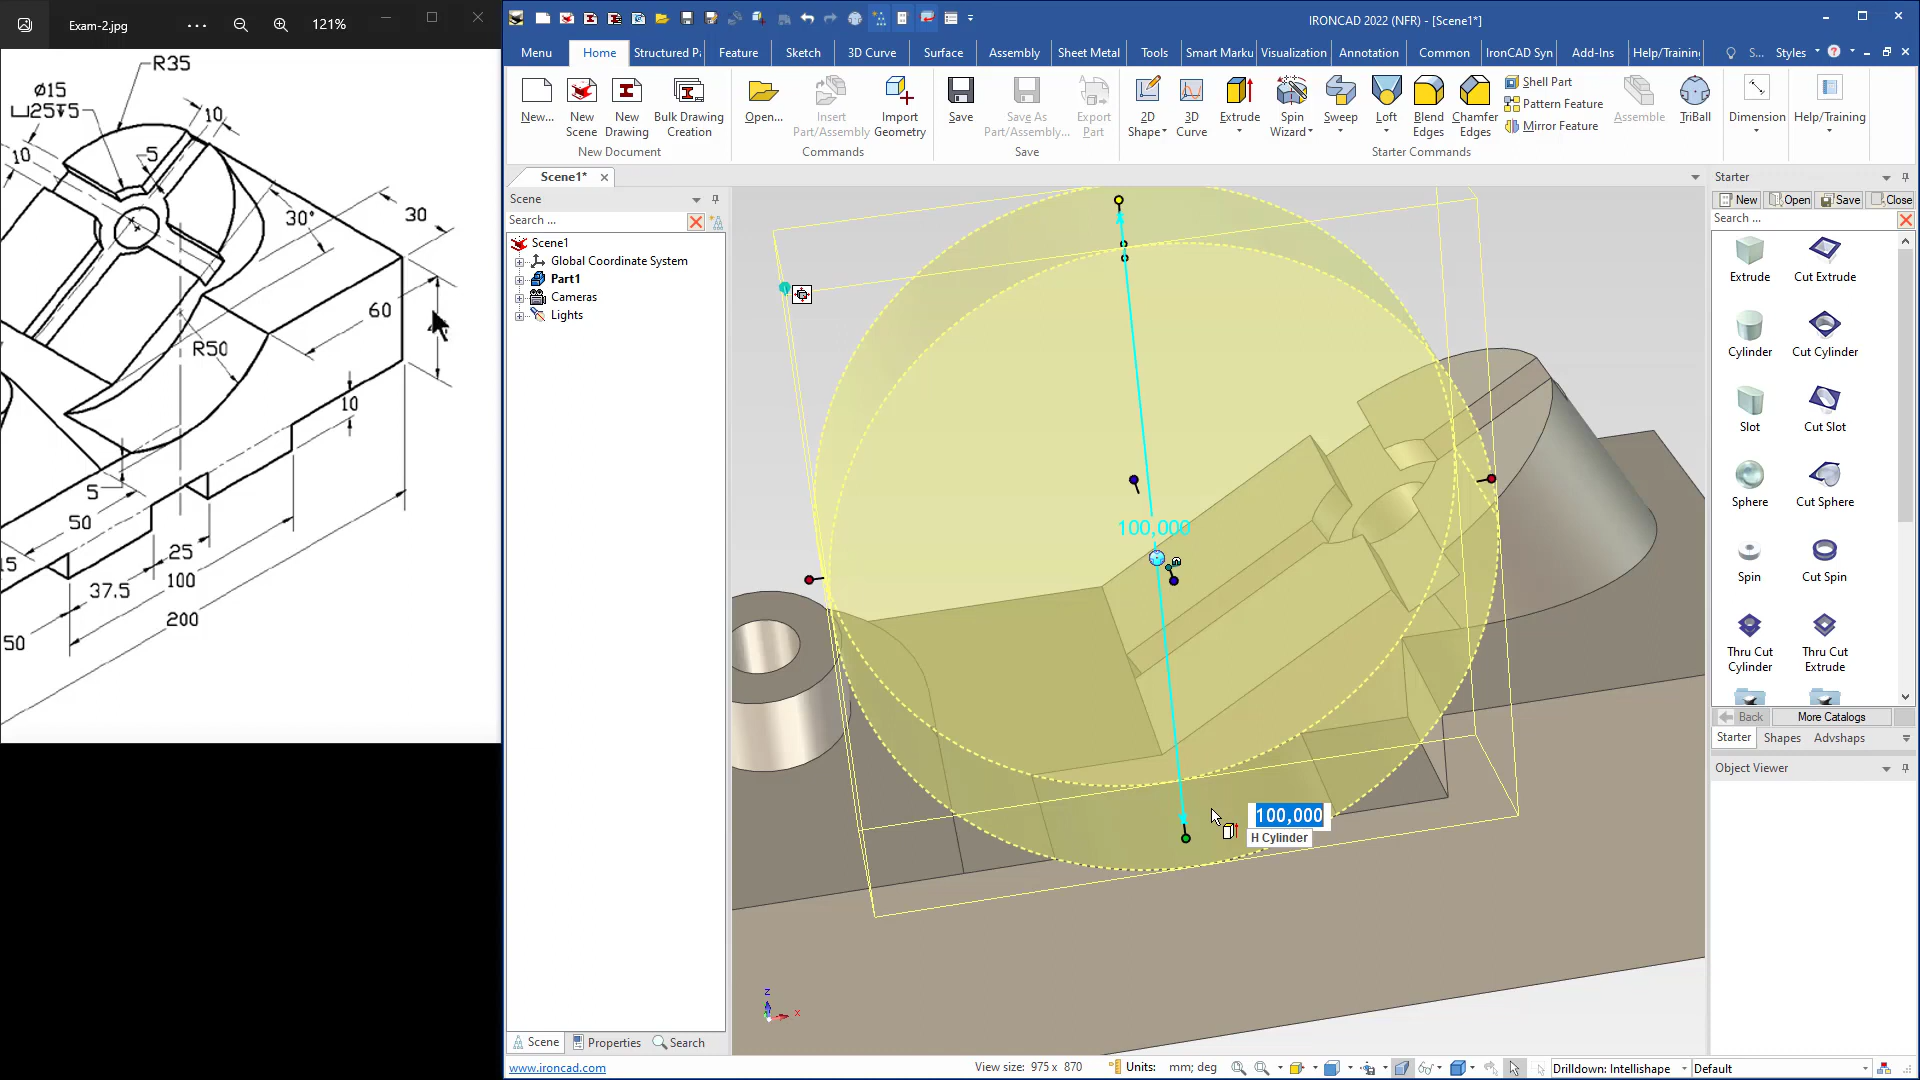 Exam-2.jpg
121%
IRONCAD 2022 (NFR) - [Scene1*]
Menu
Home
Structured P
Feature
Sketch
3D Curve
Surface
Assembly
Sheet Metal
Tools
Smart Marku
Visualization
Annotation
Common
IronCAD Syn
Add-Ins
Help/Trainin
S...
Styles
New...
New Scene
New Drawing
Bulk Drawing Creation
New Document
Open...
Insert Part/Assembly
Import Geometry
Commands
Save
Save As Part/Assembly...
Export Part
Save
2D Shape
3D Curve
Extrude
Spin Wizard
Sweep
Loft
Blend Edges
Chamfer Edges
Shell Part
Pattern Feature
Mirror Feature
Assemble
TriBall
Starter Commands
Dimension
Help/Training
Scene1*
Scene
Search ...
Scene1
Global Coordinate System
Part1
Cameras
Lights
R35
ø15
⌴25↧5
10
10
5
30°
30
60
R50
10
5
50
25
15
37.5
100
200
50
100,000
100,000
H Cylinder
Z
X
Starter
New
Open
Save
Close
Search ...
Extrude
Cut Extrude
Cylinder
Cut Cylinder
Slot
Cut Slot
Sphere
Cut Sphere
Spin
Cut Spin
Thru Cut Cylinder
Thru Cut Extrude
Back
More Catalogs
Starter
Shapes
Advshaps
Object Viewer
Scene
Properties
Search
www.ironcad.com
View size: 975 x 870
Units: mm; deg
Drilldown: Intellishape
Default